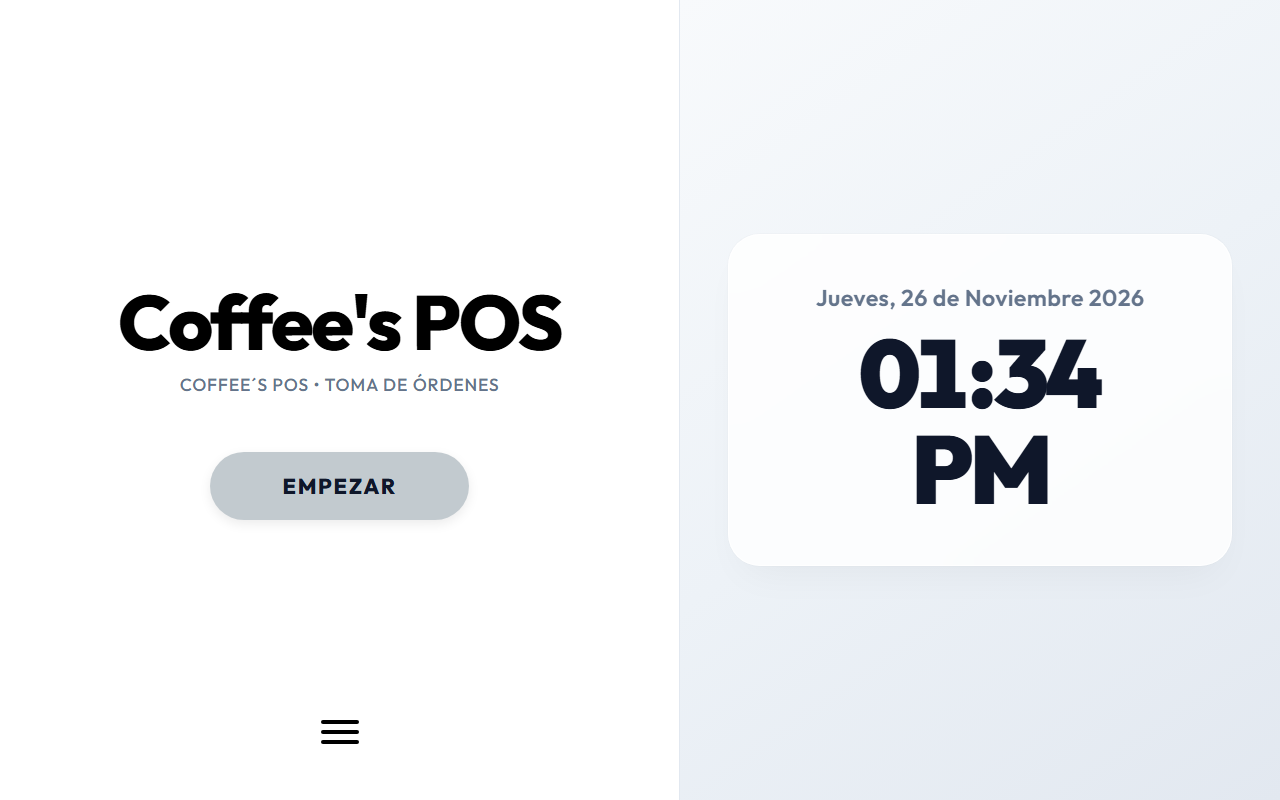 Coffee's POS
COFFEE´S POS • TOMA DE ÓRDENES
EMPEZAR
Jueves, 26 de Noviembre 2026
01:34
PM